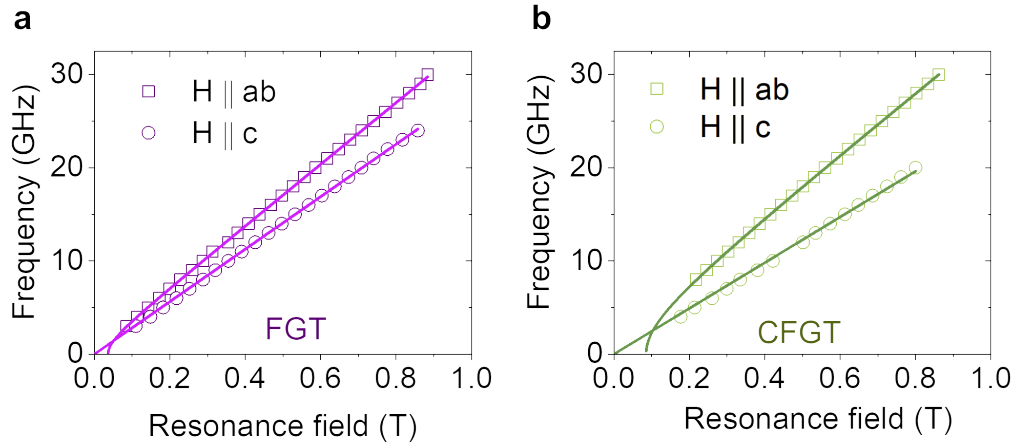 a
Frequency (GHz)
30
20
10
0
H || ab
H || c
FGT
0.0 0.2 0.4 0.6 0.8 1.0
Resonance field (T)
b
Frequency (GHz)
30
20
10
0
H || ab
H || c
CFGT
0.0 0.2 0.4 0.6 0.8 1.0
Resonance field (T)